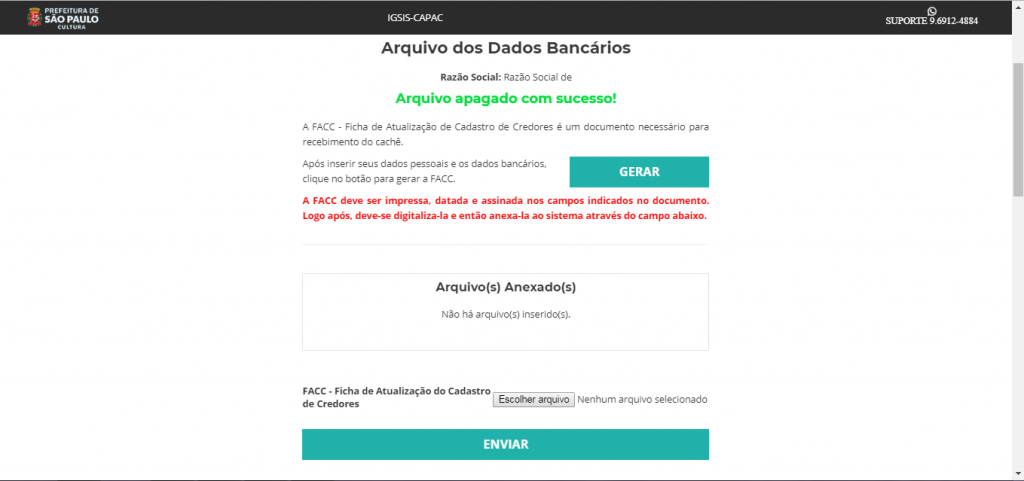 PREFEITURA DE
SÃO PAULO
CULTURA
IGSIS-CAPAC
SUPORTE 9.6912-4884
Arquivo dos Dados Bancários
Razão Social: Razão Social de
Arquivo apagado com sucesso!
A FACC - Ficha de Atualização de Cadastro de Credores é um documento necessário para
recebimento do cachê.
Após inserir seus dados pessoais e os dados bancários,
clique no botão para gerar a FACC.
GERAR
A FACC deve ser impressa, datada e assinada nos campos indicados no documento.
Logo após, deve-se digitaliza-la e então anexa-la ao sistema através do campo abaixo.
Arquivo(s) Anexado(s)
Não há arquivo(s) inserido(s).
FACC - Ficha de Atualização do Cadastro
de Credores
Escolher arquivo Nenhum arquivo selecionado
ENVIAR